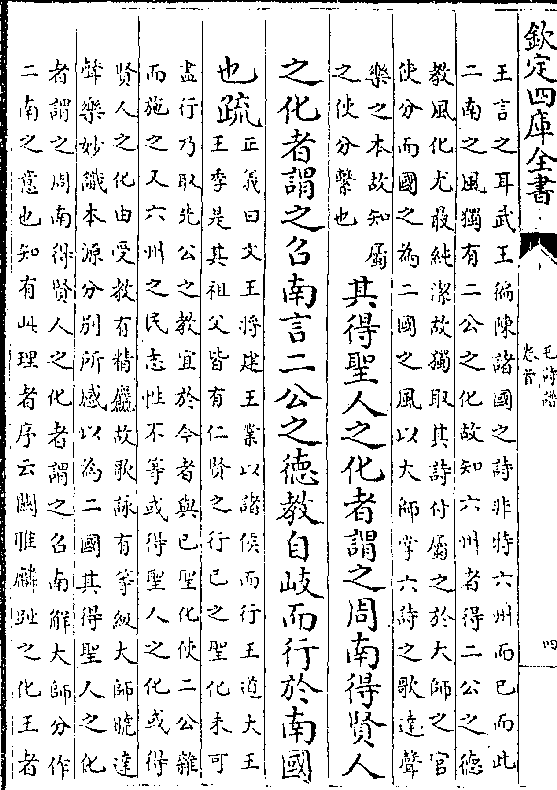 欽定四庫全書
毛詩譜
卷首
四
王言之耳武王徧陳諸國之詩非特六州而已而此
二南之風獨有二公之化故知六州者得二公之德
教風化尤最純潔故獨取其詩付屬之於大師之官
使分而國之為二國之風以大師掌六詩之歌達聲
樂之本故知屬
之使分繫也
其得聖人之化者謂之周南得賢人
之化者謂之召南言二公之德教自岐而行於南國
也疏
正義曰文王將建王業以諸侯而行王道大王
王季是其祖父皆有仁賢之行已之聖化未可
盡行乃取先公之教宜於今者與已聖化使二公雜
而施之又六州之民志性不等或得聖人之化或得
賢人之化由受教有精麤故歌詠有等級大師曉達
聲樂妙識本源分別所感以為二國其得聖人之化
者謂之周南得賢人之化者謂之召南解大師分作
二南之意也知有此理者序云關雎麟趾之化王者